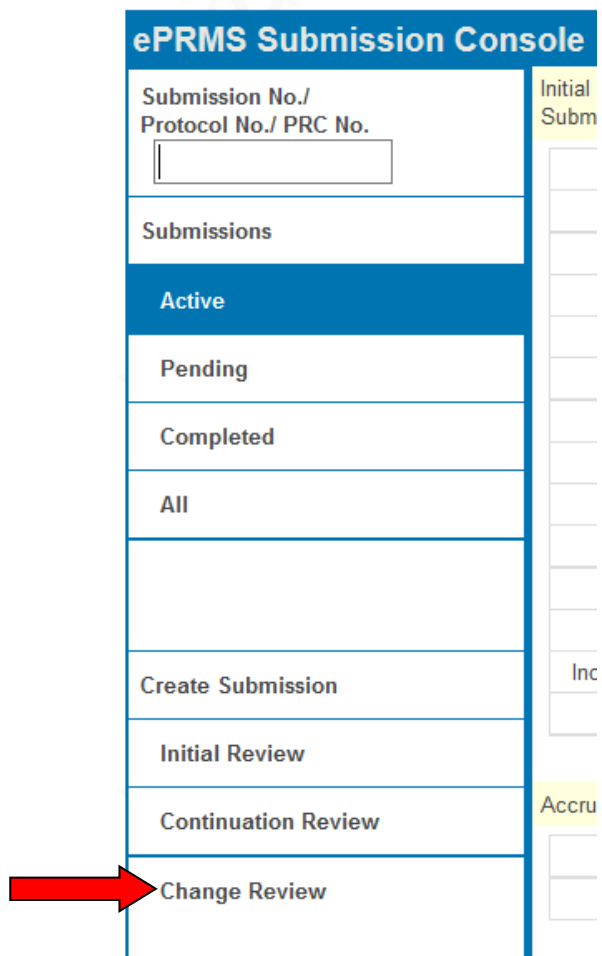 ePRMS Submission Console
Submission No./
Protocol No./ PRC No.
Submissions
Active
Pending
Completed
All
Create Submission
Initial Review
Continuation Review
Change Review
Initial
Subm
Inc
Accru